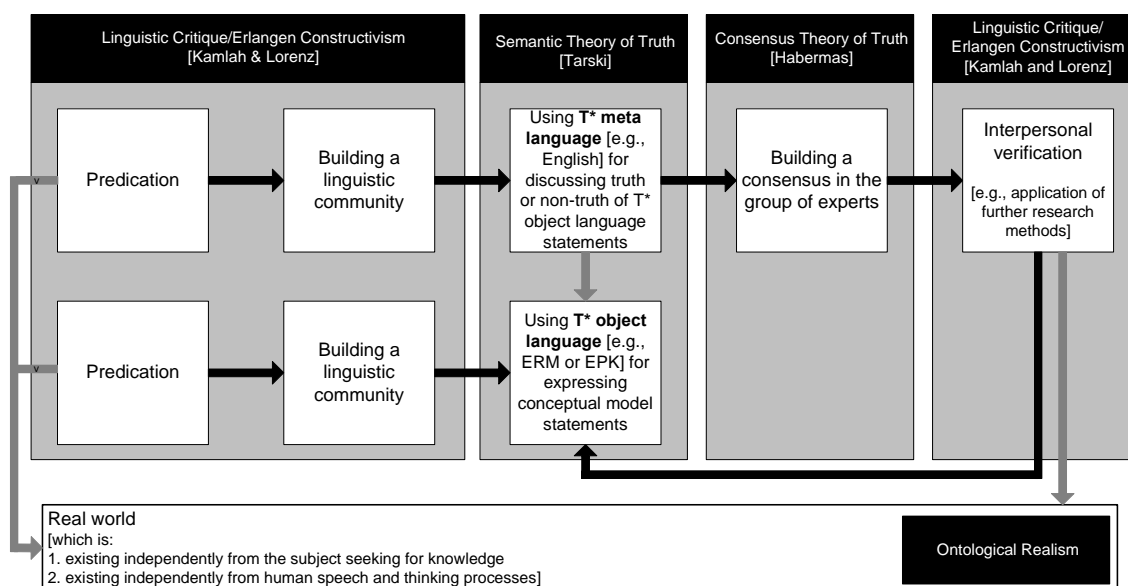 Linguistic Critique/Erlangen Constructivism
[Kamlah & Lorenz]
Semantic Theory of Truth
[Tarski]
Consensus Theory of Truth
[Habermas]
Linguistic Critique/
Erlangen Constructivism
[Kamlah and Lorenz]
Predication
Building a
linguistic
community
Using T* meta
language [e.g.,
English] for
discussing truth
or non-truth of T*
object language
statements
Building a
consensus in the
group of experts
Interpersonal
verification
[e.g., application of
further research
methods]
Predication
Building a
linguistic
community
Using T* object
language [e.g.,
ERM or EPK] for
expressing
conceptual model
statements
Real world
[which is:
1. existing independently from the subject seeking for knowledge
2. existing independently from human speech and thinking processes]
Ontological Realism